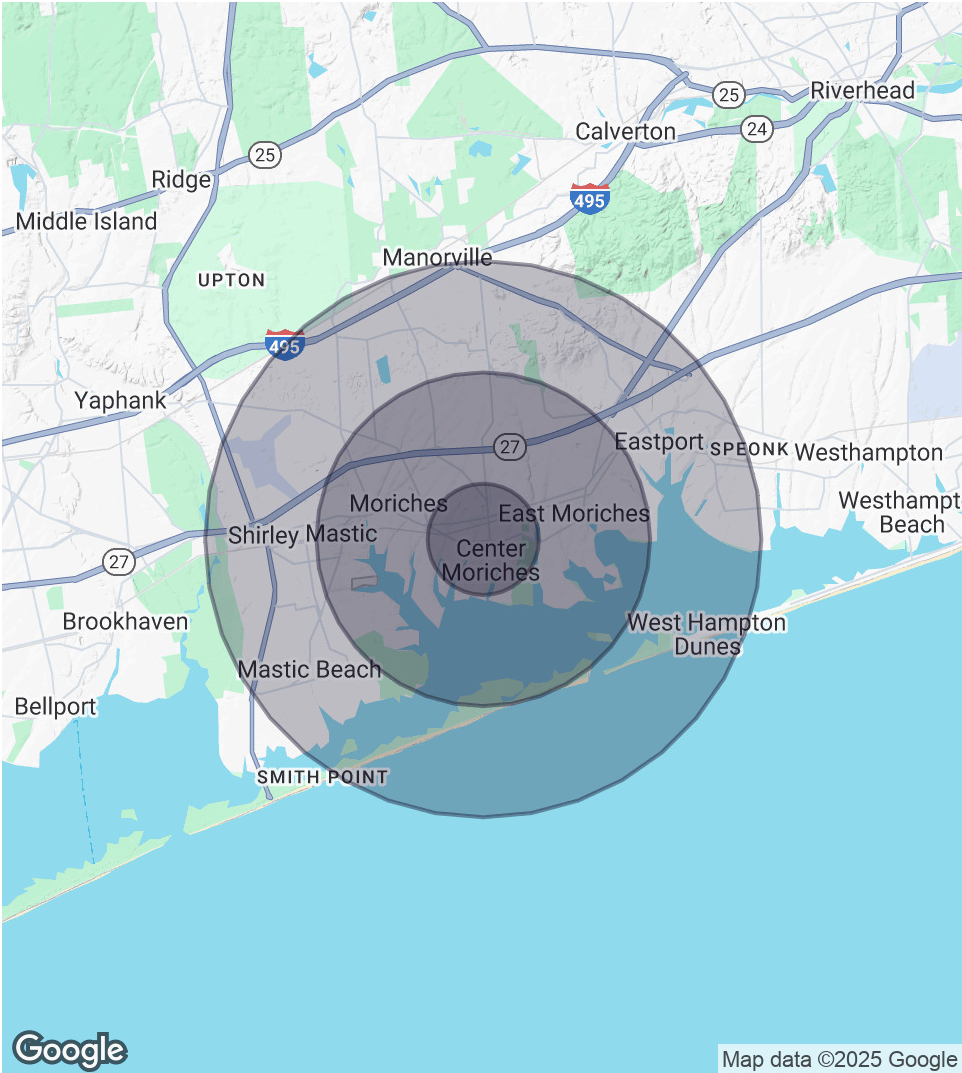 25
Riverhead
Calverton
24
25
Ridge
495
Middle Island
Manorville
UPTON
495
Yaphank
27
Eastport
SPEONK
Westhampton
Moriches
East Moriches
Westhampt
Beach
Shirley
Mastic
Center
Moriches
27
Brookhaven
West Hampton
Dunes
Mastic Beach
Bellport
SMITH POINT
Google
Map data ©2025 Google